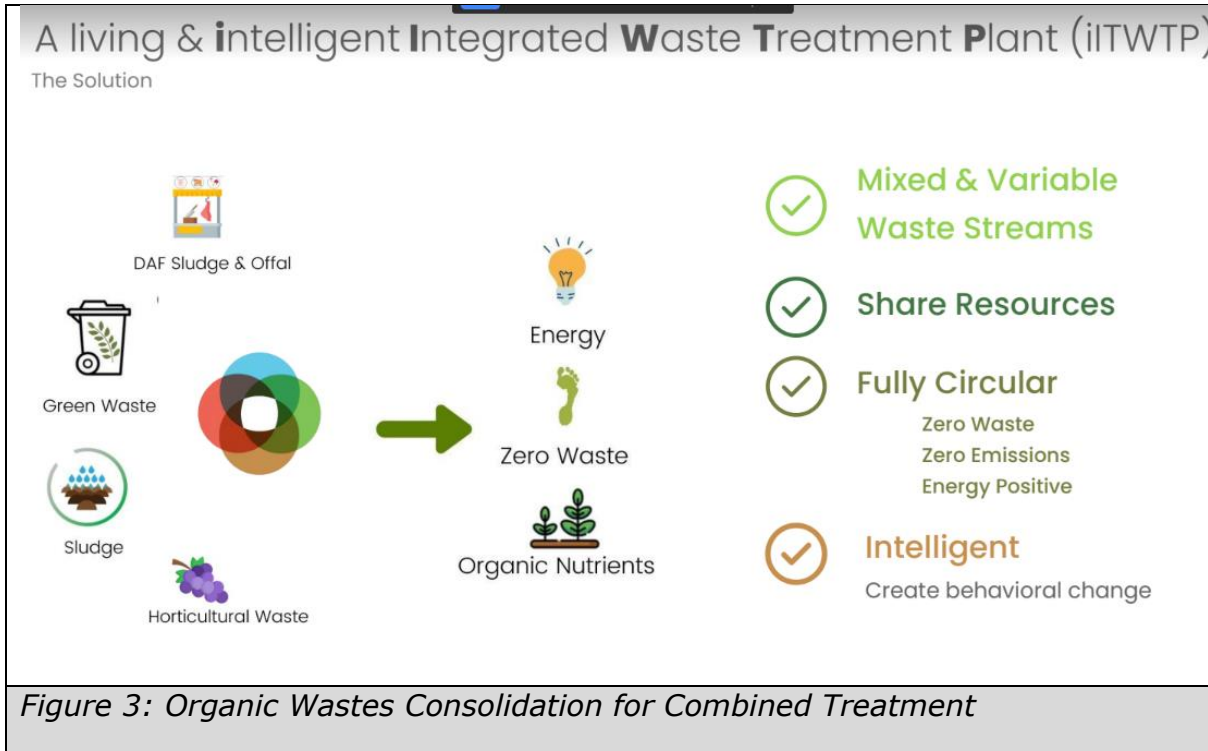 A living & intelligent Integrated Waste Treatment Plant (iITWTP)
The Solution
DAF Sludge & Offal
Green Waste
Sludge
Horticultural Waste
Energy
Zero Waste
Organic Nutrients
Mixed & Variable
Waste Streams
Share Resources
Fully Circular
Zero Waste
Zero Emissions
Energy Positive
Intelligent
Create behavioral change
Figure 3: Organic Wastes Consolidation for Combined Treatment